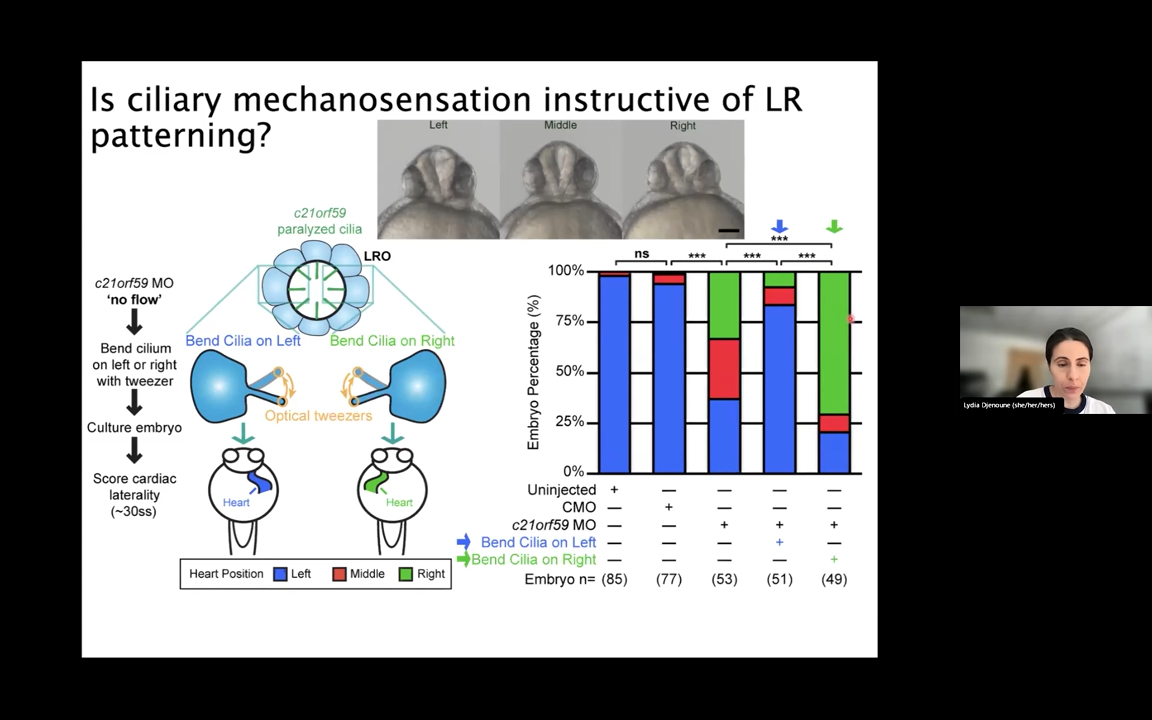 Is ciliary mechanosensation instructive of LR
patterning?
Left Middle Right
c21orf59
paralyzed cilia
LRO
c21orf59 MO
'no flow'
Bend cilium
on left or right
with tweezer
Culture embryo
Score cardiac
laterality
(~30ss)
Bend Cilia on Left
Bend Cilia on Right
Optical tweezers
Heart
Heart
Heart Position Left Middle Right
***
ns *** *** ***
Embryo Percentage (%)
100%
75%
50%
25%
0%
Uninjected + — — — —
CMO — + — — —
c21orf59 MO — — + + +
Bend Cilia on Left — — — + —
Bend Cilia on Right — — — — +
Embryo n= (85) (77) (53) (51) (49)
Lydia Djenoune (she/her/hers)